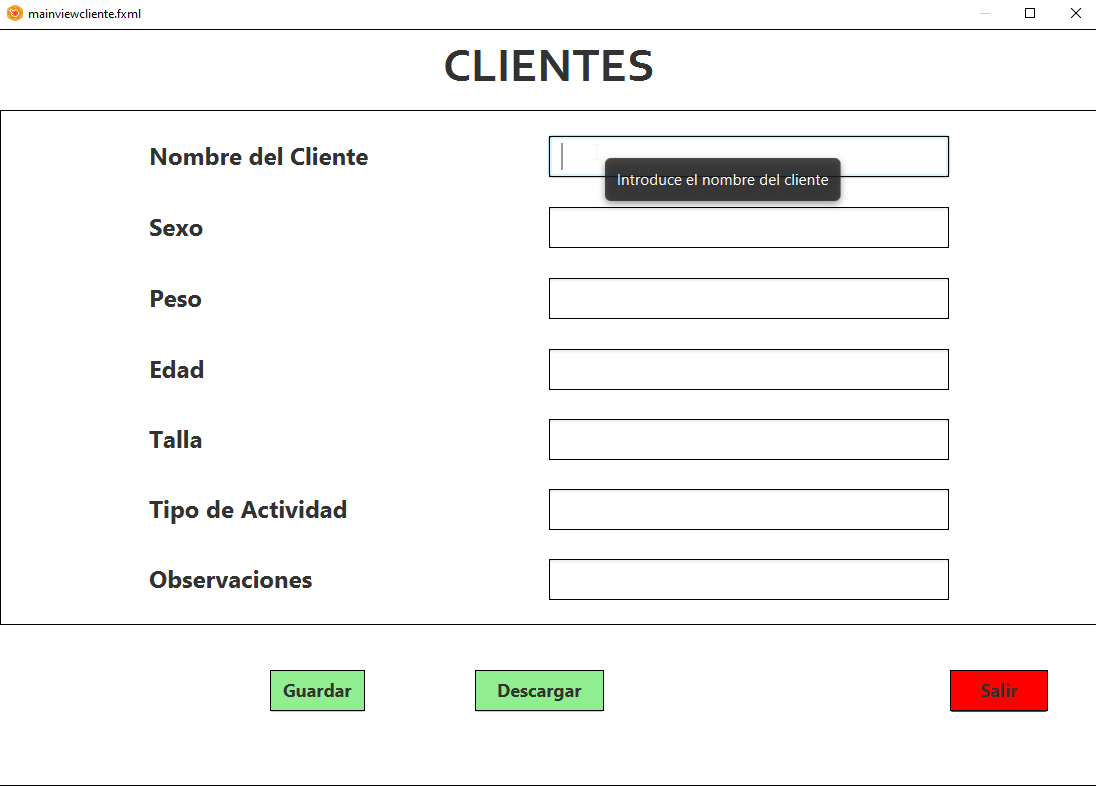 mainviewcliente.fxml
CLIENTES
Nombre del Cliente
Introduce el nombre del cliente
Sexo
Peso
Edad
Talla
Tipo de Actividad
Observaciones
Guardar Descargar Salir